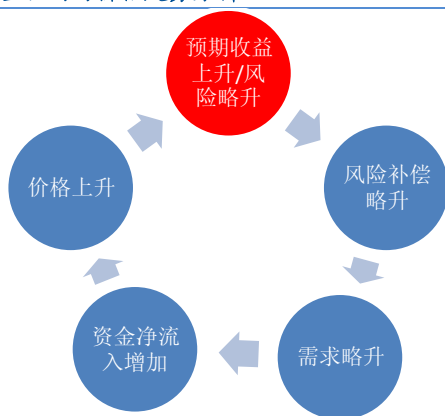 预期收益
上升/风
险略升
风险补偿
略升
需求略升
资金净流
入增加
价格上升